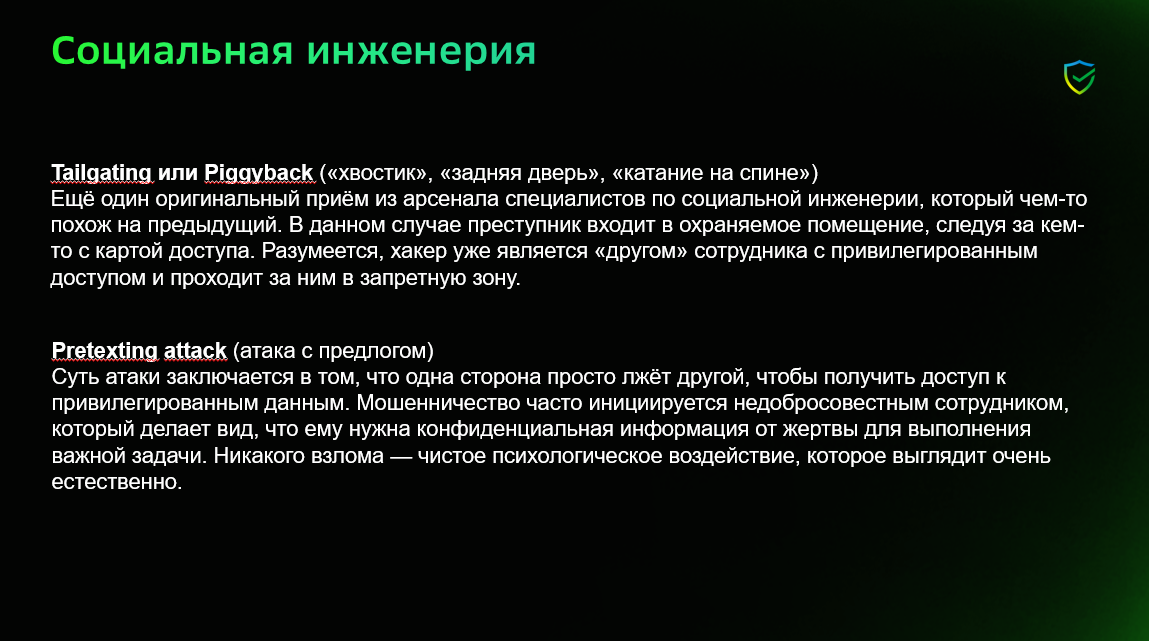 Социальная инженерия
Tailgating или Piggyback («хвостик», «задняя дверь», «катание на спине»)
Ещё один оригинальный приём из арсенала специалистов по социальной инженерии, который чем-то
похож на предыдущий. В данном случае преступник входит в охраняемое помещение, следуя за кем-
то с картой доступа. Разумеется, хакер уже является «другом» сотрудника с привилегированным
доступом и проходит за ним в запретную зону.
Pretexting attack (атака с предлогом)
Суть атаки заключается в том, что одна сторона просто лжёт другой, чтобы получить доступ к
привилегированным данным. Мошенничество часто инициируется недобросовестным сотрудником,
который делает вид, что ему нужна конфиденциальная информация от жертвы для выполнения
важной задачи. Никакого взлома — чистое психологическое воздействие, которое выглядит очень
естественно.